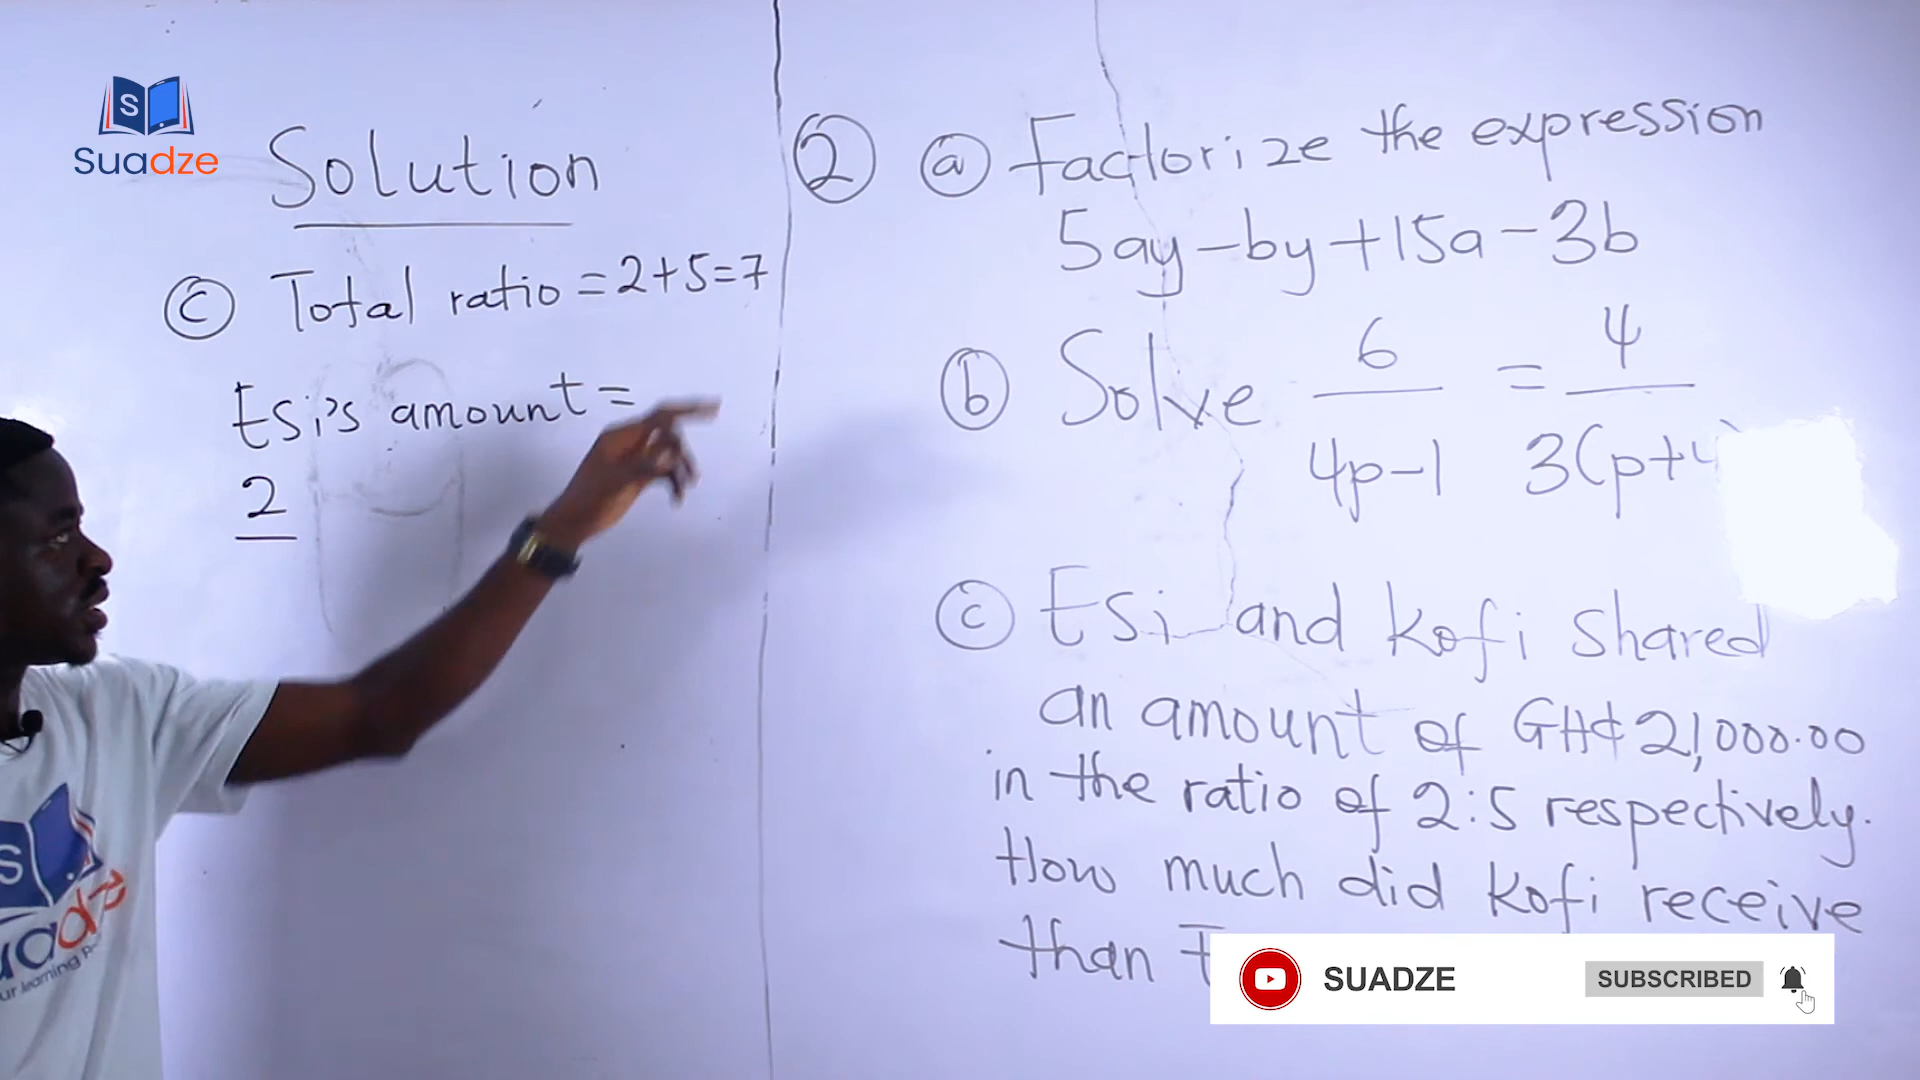 S
Suadze
Solution
c Total ratio = 2+5=7
Esi's amount =
2
2 a Factorize the expression
5ay-by+15a-3b
b Solve 6/4p-1 = 4/3(p+4
c Esi and Kofi shared
an amount of GH¢21,000.00
in the ratio of 2:5 respectively.
How much did Kofi receive
than
SUADZE SUBSCRIBED
S